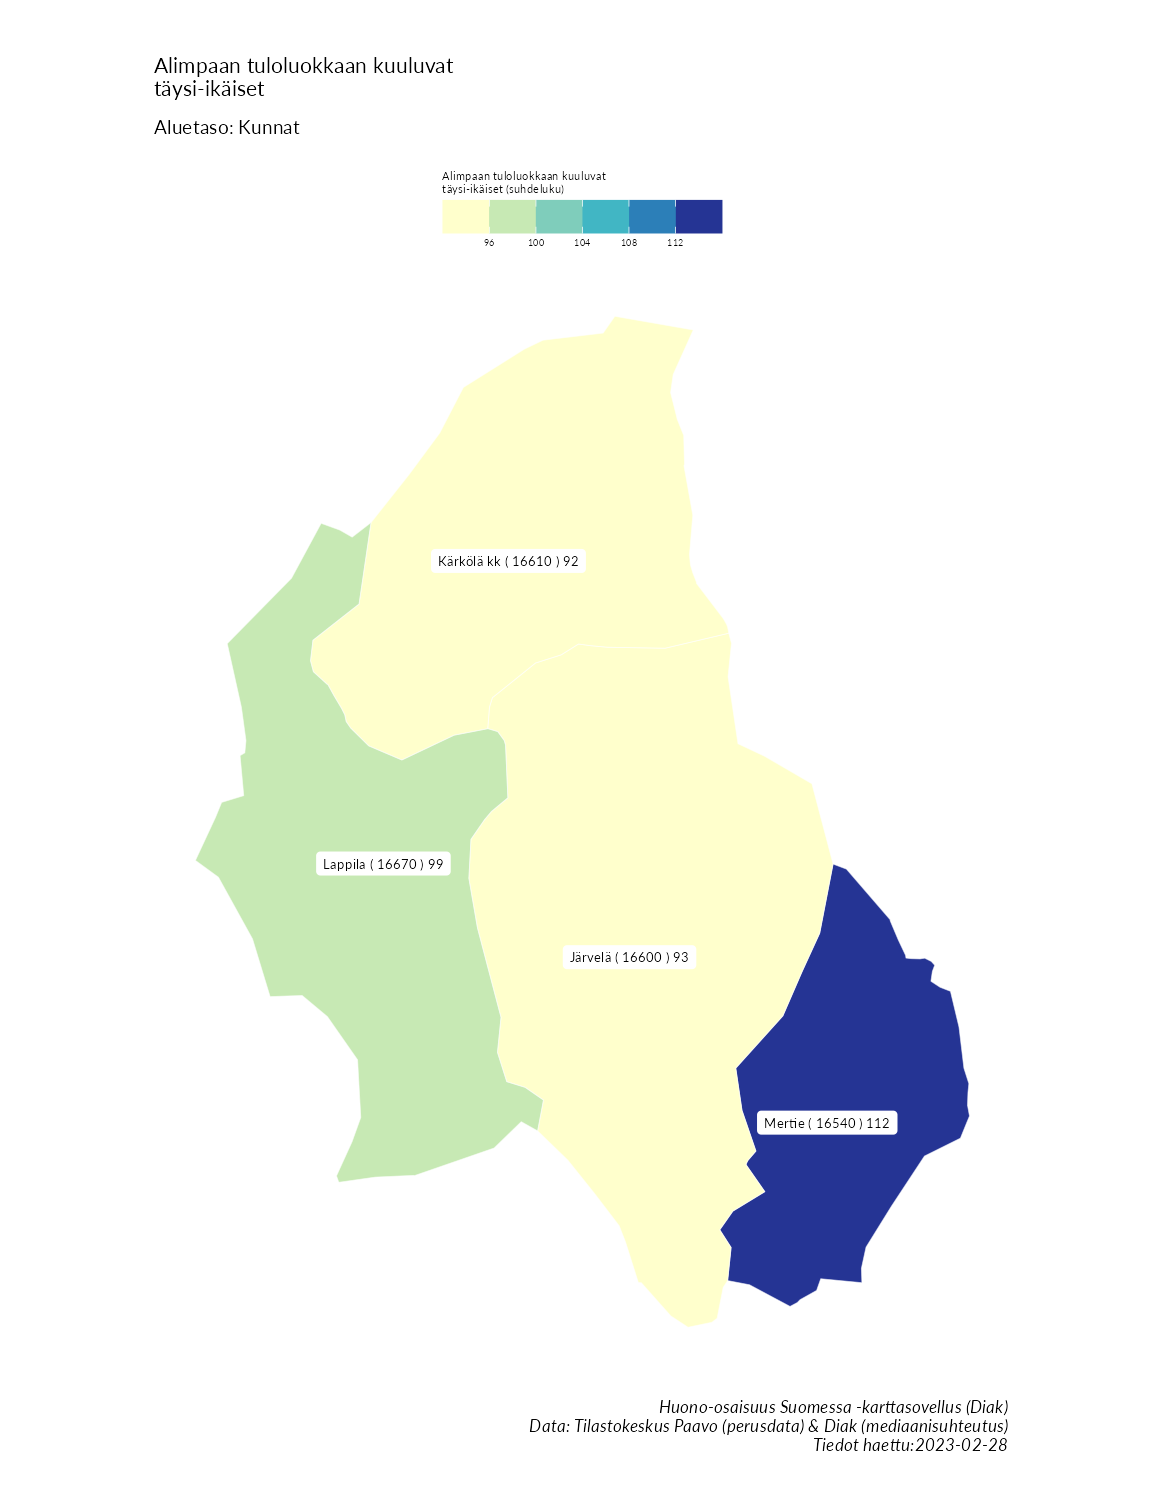 Alimpaan tuloluokkaan kuuluvat
täysi-ikäiset
Aluetaso: Kunnat
Alimpaan tuloluokkaan kuuluvat
täysi-ikäiset (suhdeluku)
96 100 104 108 112
Kärkölä kk ( 16610 ) 92
Lappila ( 16670 ) 99
Järvelä ( 16600 ) 93
Mertie ( 16540 ) 112
Huono-osaisuus Suomessa -karttasovellus (Diak)
Data: Tilastokeskus Paavo (perusdata) & Diak (mediaanisuhteutus)
Tiedot haettu:2023-02-28